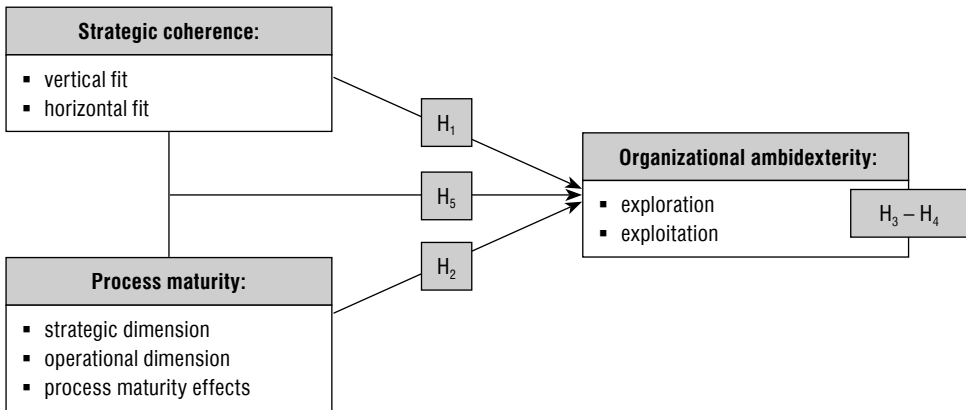 Strategic coherence:
▪ vertical fit
▪ horizontal fit
H₁
Organizational ambidexterity:
▪ exploration
▪ exploitation
H₃ – H₄
H₅
H₂
Process maturity:
▪ strategic dimension
▪ operational dimension
▪ process maturity effects